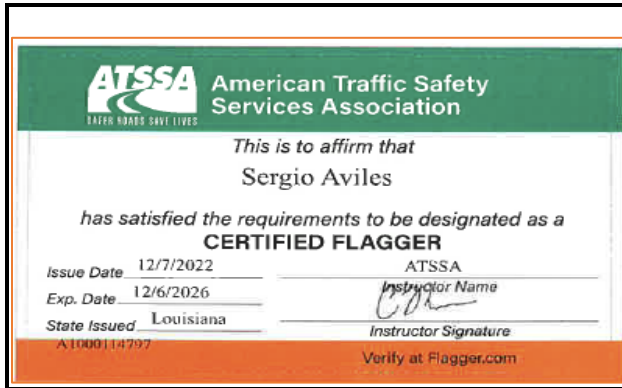 ATSSA
SAFER ROADS SAVE LIVES
American Traffic Safety
Services Association
This is to affirm that
Sergio Aviles
has satisfied the requirements to be designated as a
CERTIFIED FLAGGER
Issue Date 12/7/2022
Exp. Date 12/6/2026
State Issued Louisiana
A1000114797
ATSSA
Instructor Name
Instructor Signature
Verify at Flagger.com